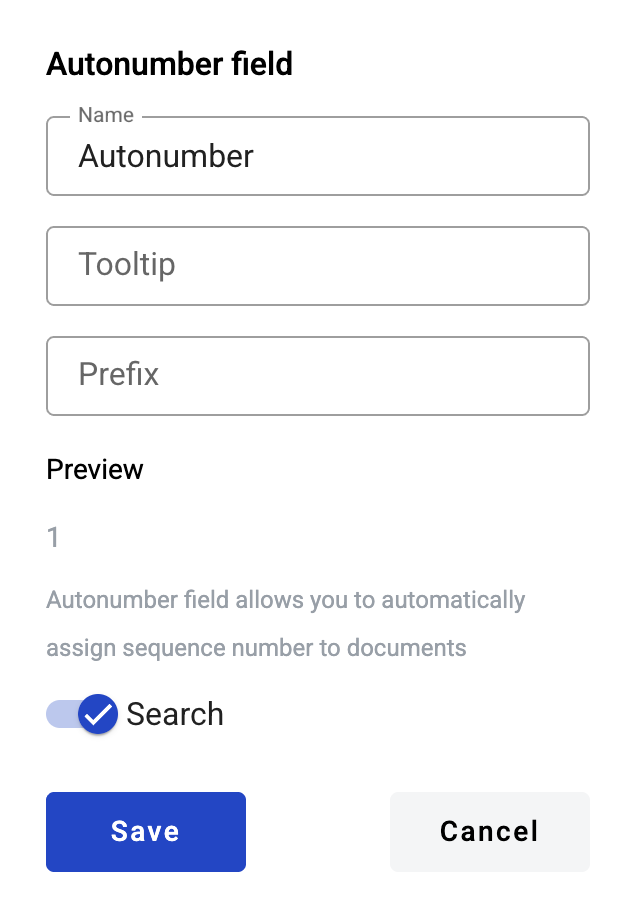 Autonumber field
Name
Autonumber
Tooltip
Prefix
Preview
1
Autonumber field allows you to automatically
assign sequence number to documents
Search
Save
Cancel